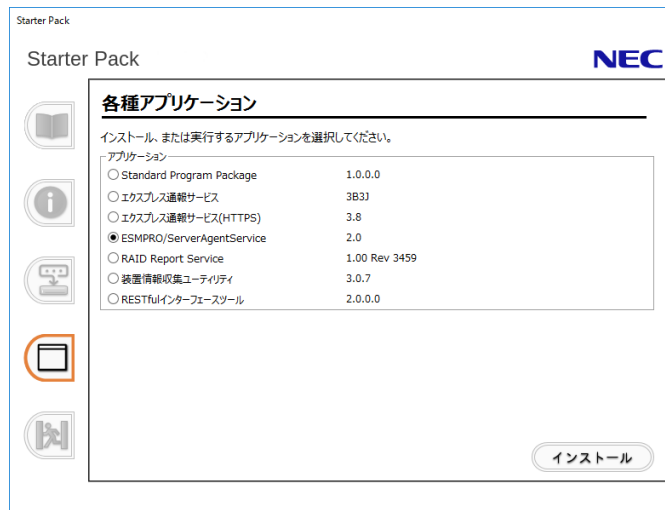 Starter Pack
Starter Pack NEC
各種アプリケーション
インストール、または実行するアプリケーションを選択してください。
アプリケーション
Standard Program Package 1.0.0.0
エクスプレス通報サービス 3B3J
エクスプレス通報サービス(HTTPS) 3.8
ESMPRO/ServerAgentService 2.0
RAID Report Service 1.00 Rev 3459
装置情報収集ユーティリティ 3.0.7
RESTfulインターフェースツール 2.0.0.0
インストール